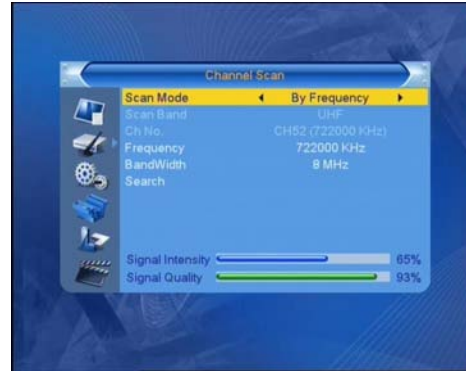 Channel Scan
Scan Mode By Frequency
Scan Band UHF
Ch No. CH52 (722000 KHz)
Frequency 722000 KHz
BandWidth 8 MHz
Search
Signal Intensity 65%
Signal Quality 93%